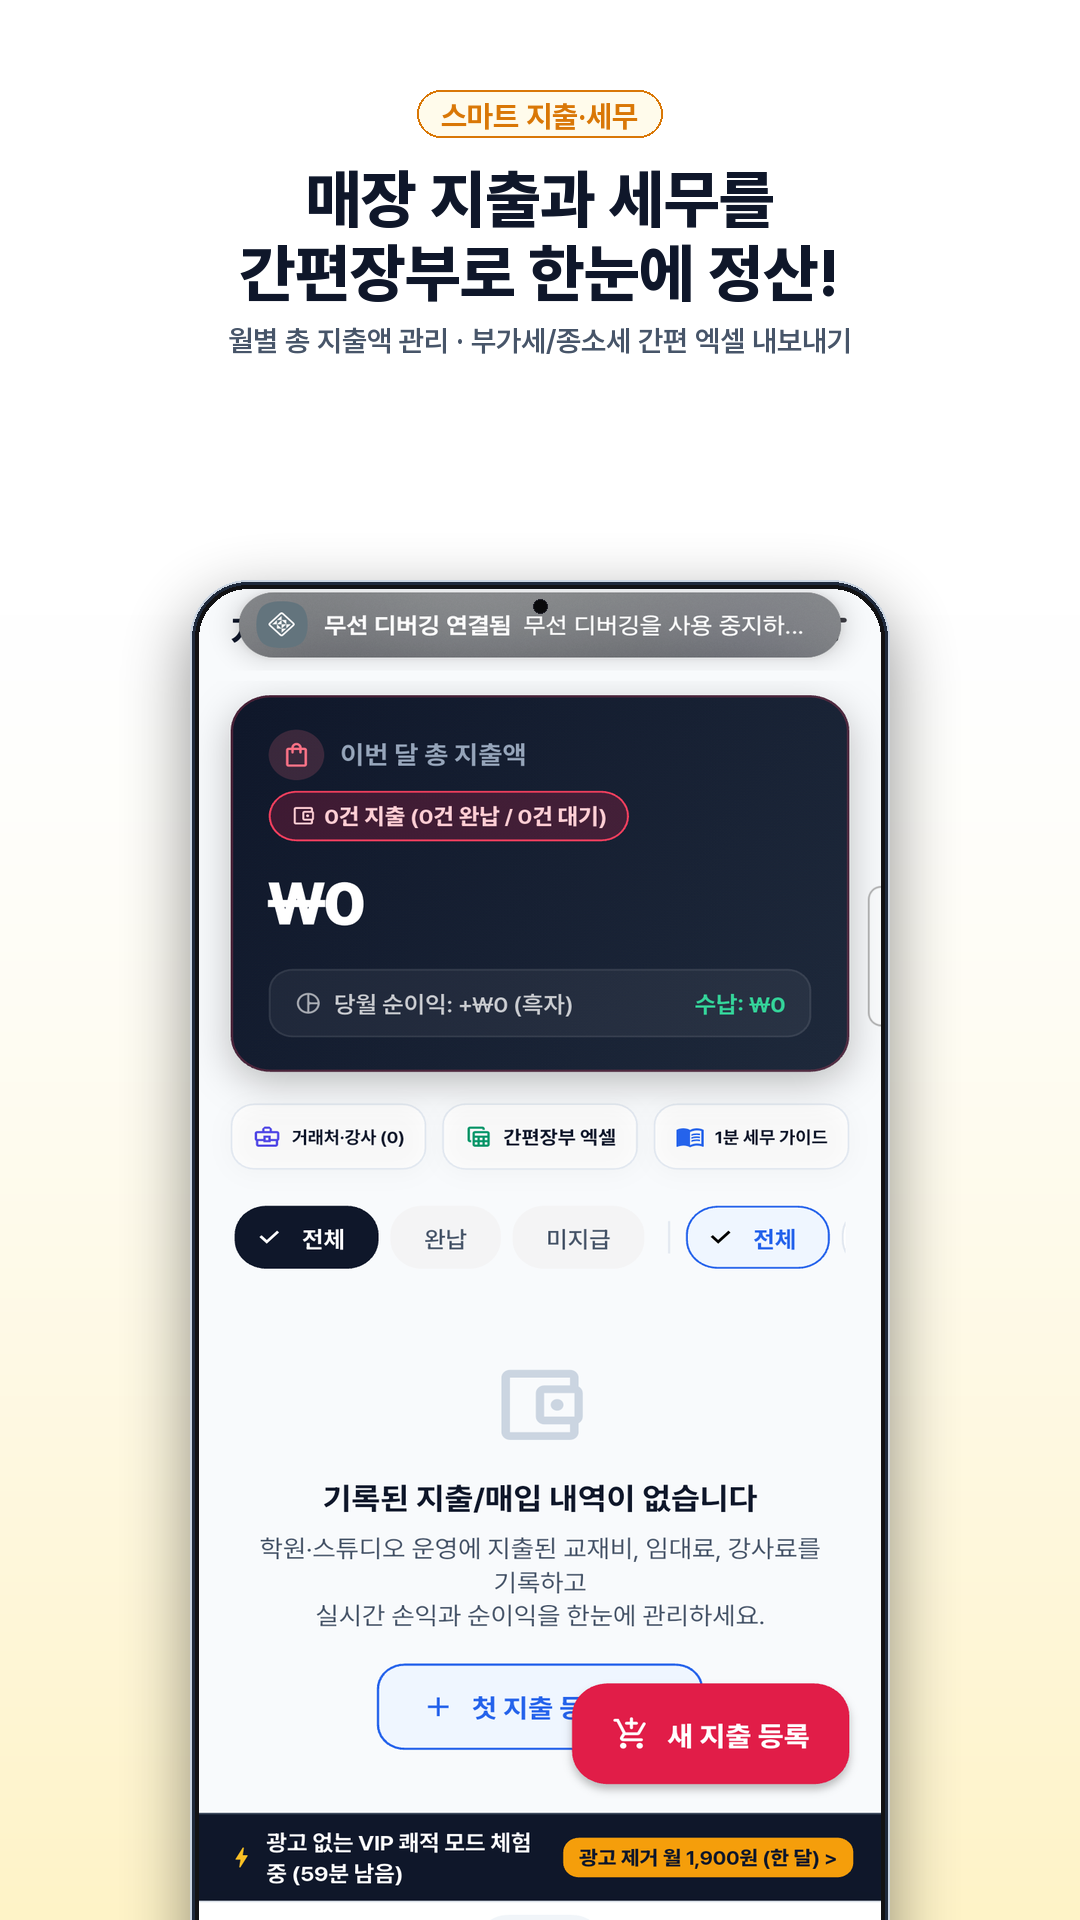 스마트 지출·세무
매장 지출과 세무를
간편장부로 한눈에 정산!
월별 총 지출액 관리 · 부가세/종소세 간편 엑셀 내보내기
무선 디버깅 연결됨 무선 디버깅을 사용 중지하...
이번 달 총 지출액
0건 지출 (0건 완납 / 0건 대기)
₩0
당월 순이익: +₩0 (흑자) 수납: ₩0
거래처·강사 (0) 간편장부 엑셀 1분 세무 가이드
전체 완납 미지급 전체
기록된 지출/매입 내역이 없습니다
학원·스튜디오 운영에 지출된 교재비, 임대료, 강사료를
기록하고
실시간 손익과 순이익을 한눈에 관리하세요.
첫 지출
새 지출 등록
광고 없는 VIP 쾌적 모드 체험
중 (59분 남음)
광고 제거 월 1,900원 (한 달) >